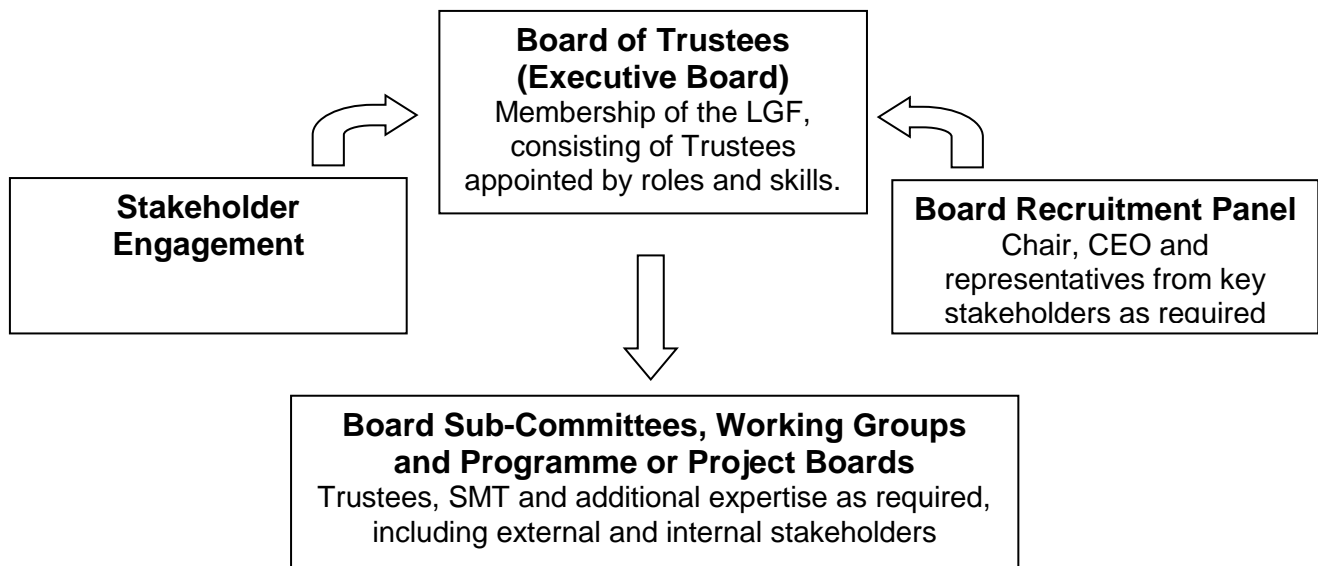 Board of Trustees
(Executive Board)
Membership of the LGF,
consisting of Trustees
appointed by roles and skills.
Stakeholder
Engagement
Board Recruitment Panel
Chair, CEO and
representatives from key
stakeholders as required
Board Sub-Committees, Working Groups
and Programme or Project Boards
Trustees, SMT and additional expertise as required,
including external and internal stakeholders